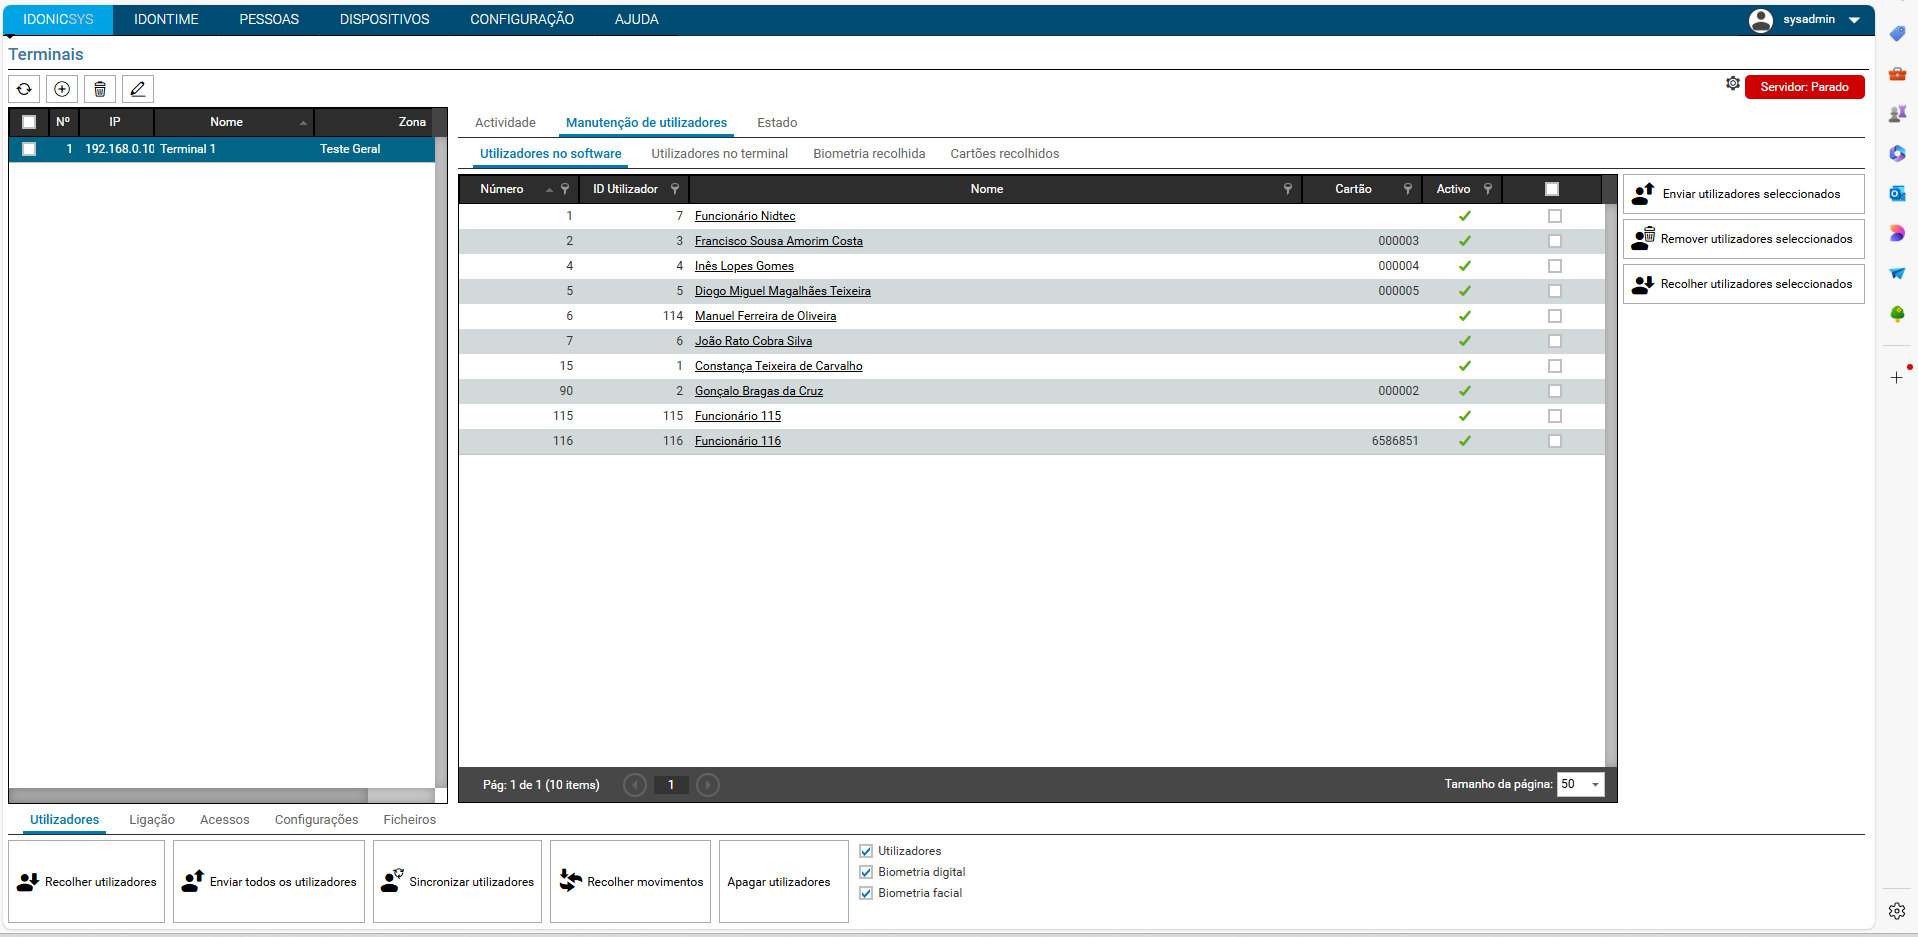 IDONICSYS IDONTIME PESSOAS DISPOSITIVOS CONFIGURAÇÃO AJUDA sysadmin
Terminais
Servidor: Parado
Nº IP Nome Zona
1 192.168.0.10 Terminal 1 Teste Geral
Actividade Manutenção de utilizadores Estado
Utilizadores no software Utilizadores no terminal Biometria recolhida Cartões recolhidos
Número ID Utilizador Nome Cartão Activo
1 7 Funcionário Nidtec
2 3 Francisco Sousa Amorim Costa 000003
4 4 Inês Lopes Gomes 000004
5 5 Diogo Miguel Magalhães Teixeira 000005
6 114 Manuel Ferreira de Oliveira
7 6 João Rato Cobra Silva
15 1 Constança Teixeira de Carvalho
90 2 Gonçalo Bragas da Cruz 000002
115 115 Funcionário 115
116 116 Funcionário 116 6586851
Enviar utilizadores seleccionados
Remover utilizadores seleccionados
Recolher utilizadores seleccionados
Pág: 1 de 1 (10 items) 1 Tamanho da página: 50
Utilizadores Ligação Acessos Configurações Ficheiros
Recolher utilizadores Enviar todos os utilizadores Sincronizar utilizadores Recolher movimentos Apagar utilizadores
Utilizadores
Biometria digital
Biometria facial